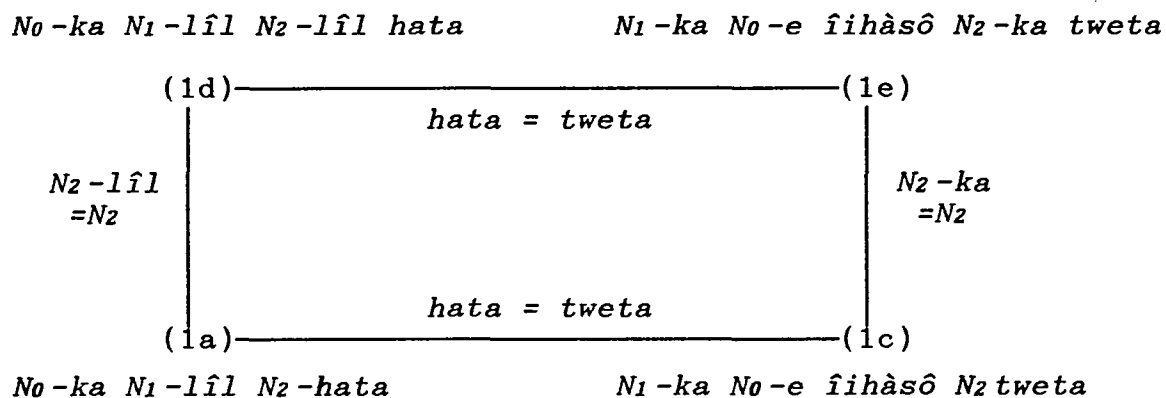 N0-ka N1-lîl N2-lîl hata N1-ka N0-e îihàsô N2-ka tweta
(1d) (1e)
hata = tweta
N2-lîl N2-ka
=N2 =N2
hata = tweta
(1a) (1c)
N0-ka N1-lîl N2-hata N1-ka N0-e îihàsô N2 tweta